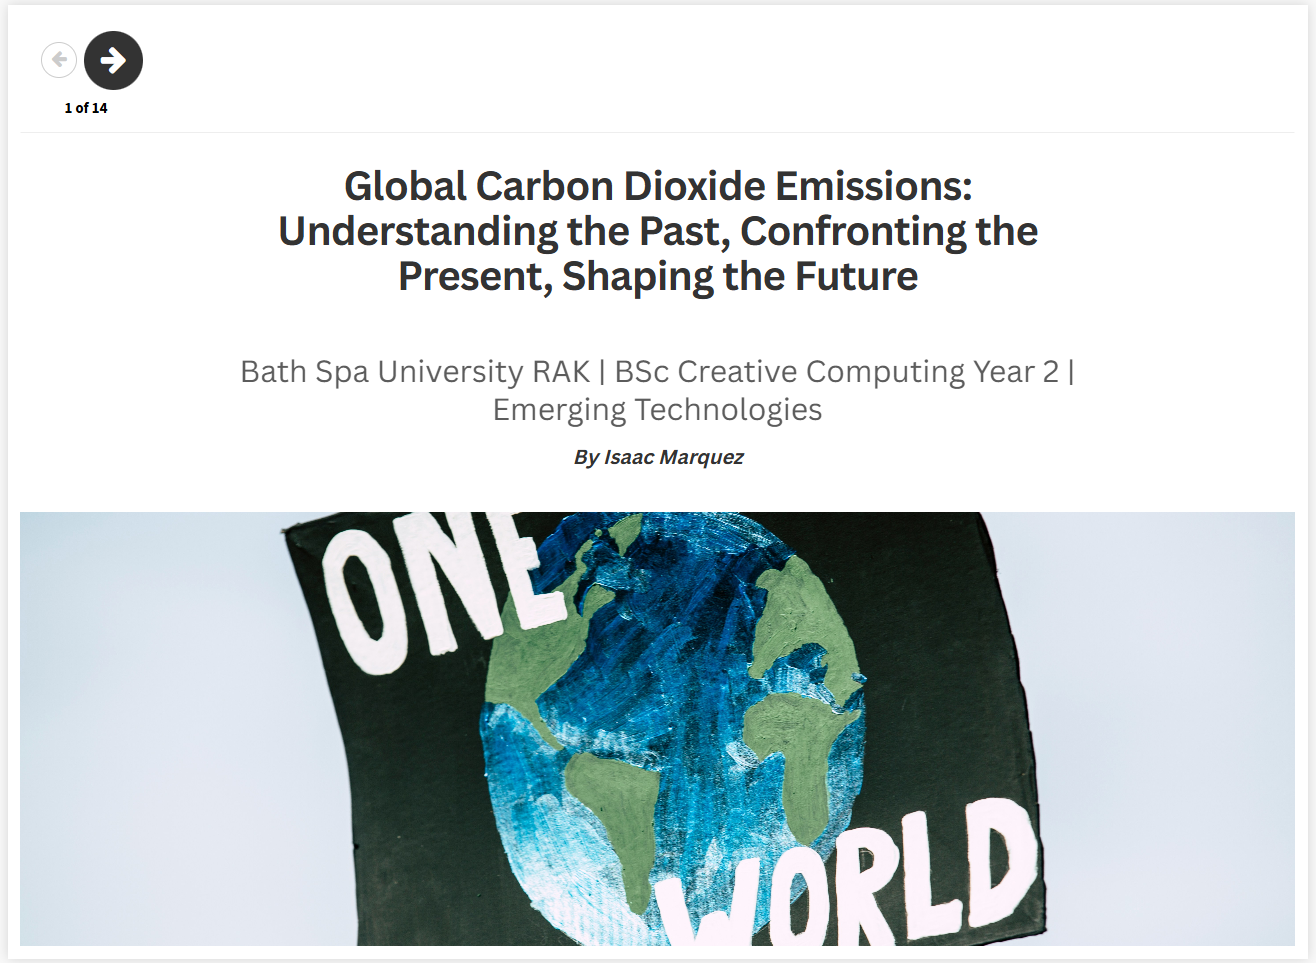 1 of 14
Global Carbon Dioxide Emissions:
Understanding the Past, Confronting the
Present, Shaping the Future
Bath Spa University RAK | BSc Creative Computing Year 2 |
Emerging Technologies
By Isaac Marquez
ONE
WORLD